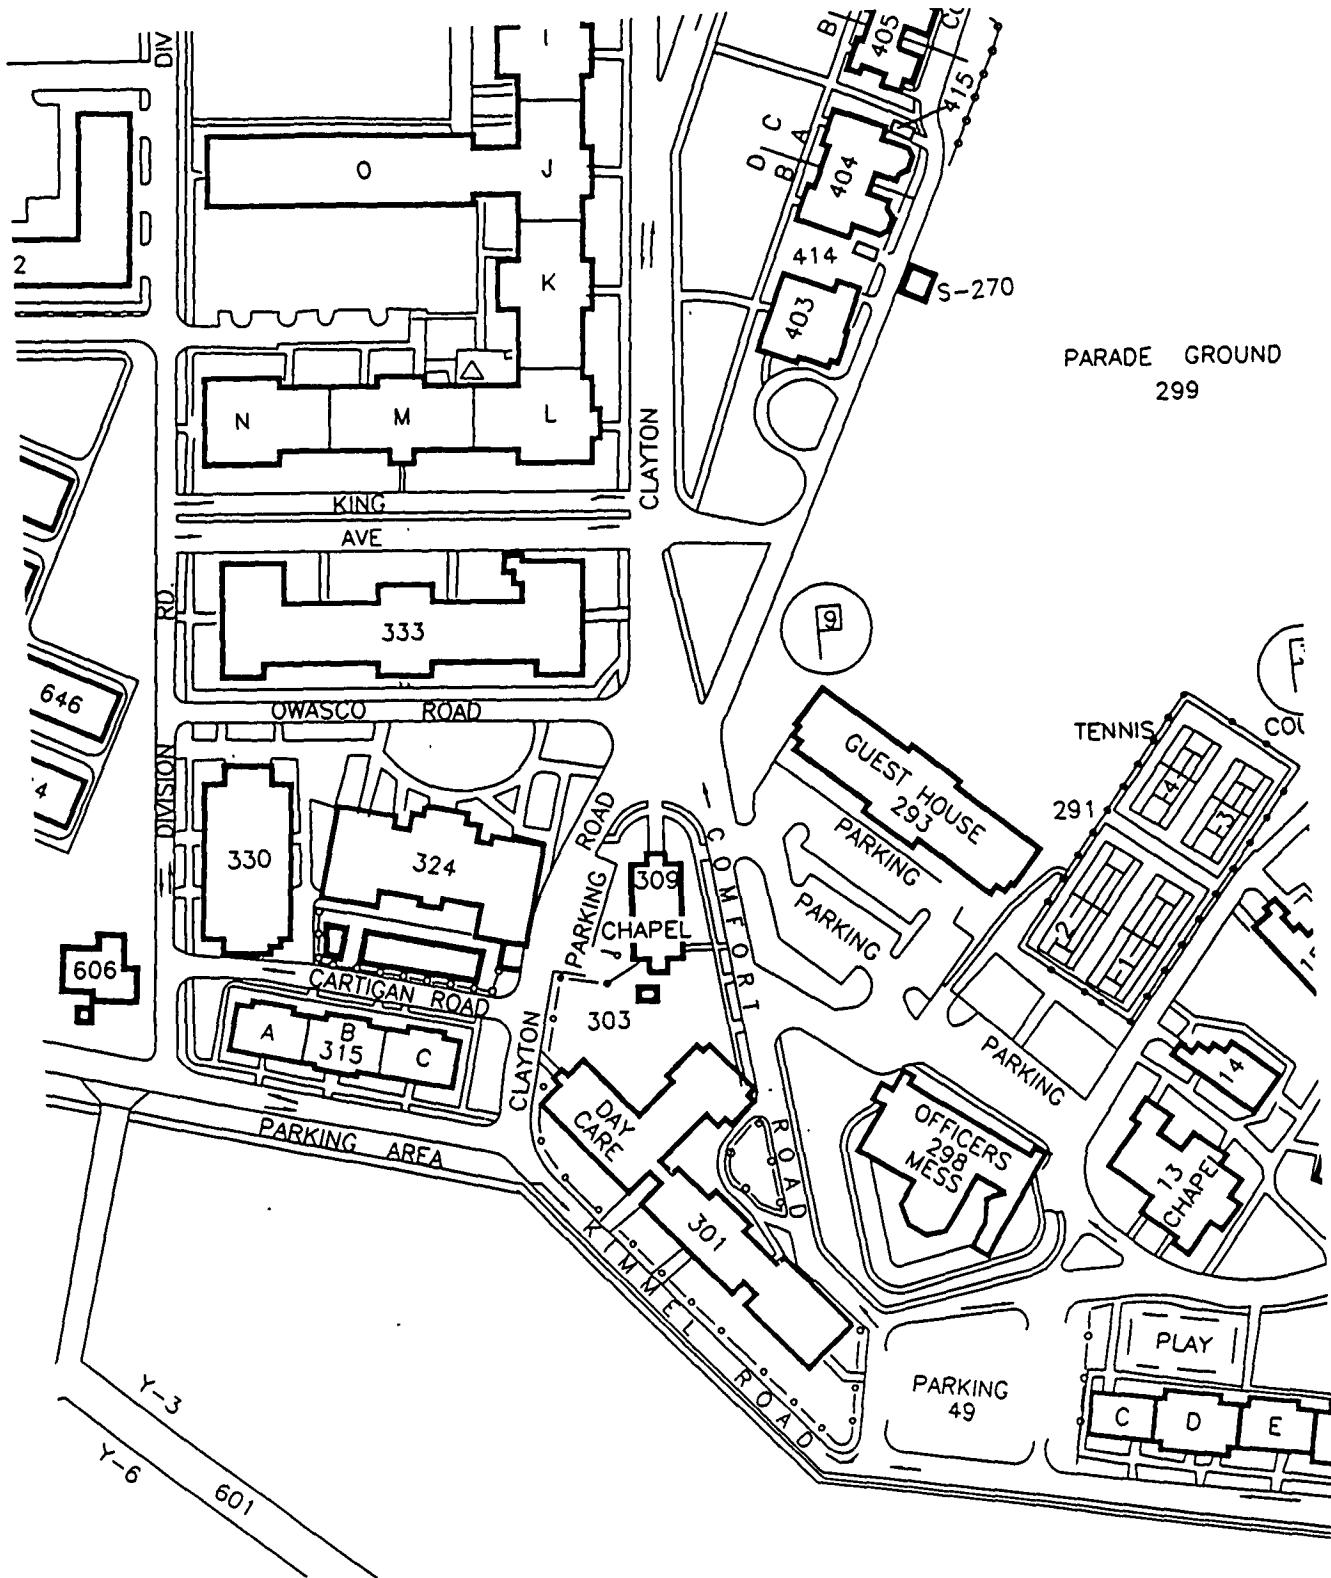 DIV
I
B
405
CO
415
C
A
D
B
404
O
J
2
414
K
S-270
403
PARADE GROUND
299
N
M
L
CLAYTON
KING
AVE
RD.
333
9
646
OWASCO ROAD
TENNIS COU
GUEST HOUSE
293
291
4
DIVISION
4
3
2
1
PARKING ROAD
COMFORT
PARKING
330
324
309
CHAPEL
PARKING
606
CARTIGAN ROAD
A
B
315
C
303
CLAYTON
PARKING
14
DAY
CARE
ROAD
OFFICERS
298
MESS
13
CHAPEL
PARKING AREA
301
KIMMEL ROAD
PLAY
PARKING
49
C
D
E
Y-3
Y-6
601